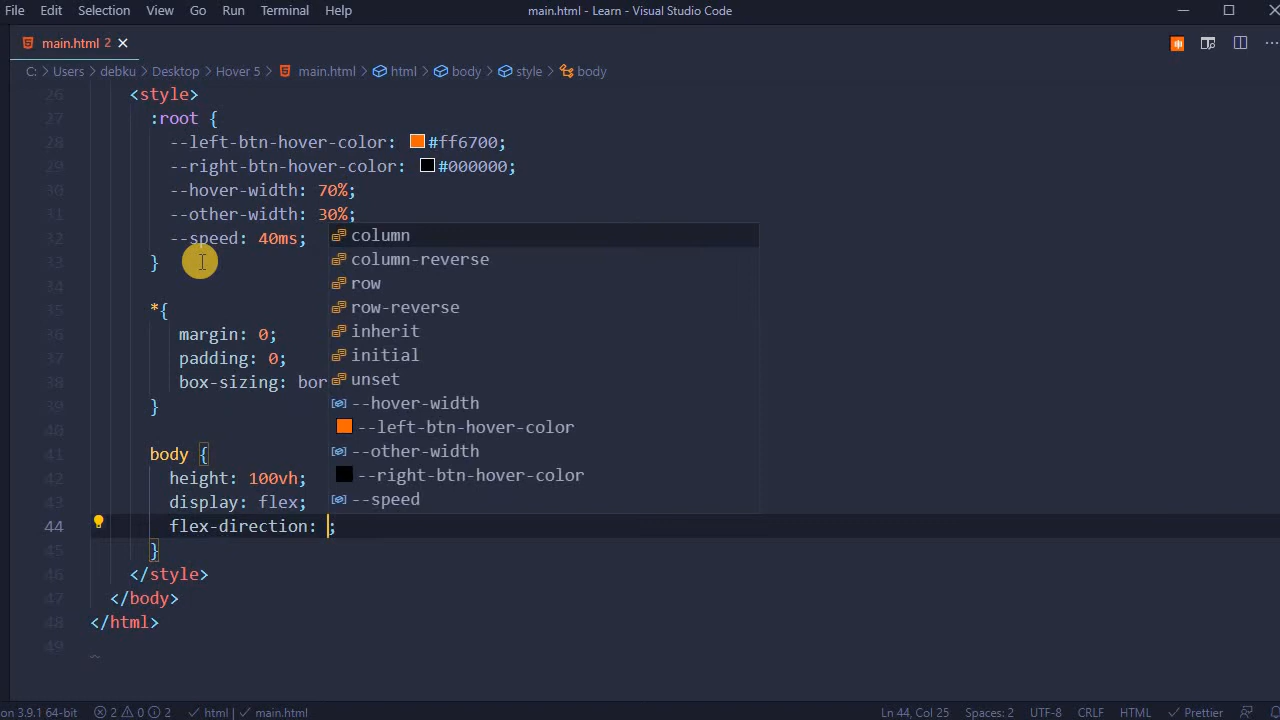 File Edit Selection View Go Run Terminal Help main.html - Learn - Visual Studio Code
main.html 2
C: Users debku Desktop Hover 5 main.html html body style body
26 <style>
27 :root {
28 --left-btn-hover-color: #ff6700;
29 --right-btn-hover-color: #000000;
30 --hover-width: 70%;
31 --other-width: 30%;
32 --speed: 40ms;
33 }
34
35 *{
36 margin: 0;
37 padding: 0;
38 box-sizing: bor
39 }
40
41 body {
42 height: 100vh;
43 display: flex;
44 flex-direction: ;
45 }
46 </style>
47 </body>
48 </html>
49
column
column-reverse
row
row-reverse
inherit
initial
unset
--hover-width
--left-btn-hover-color
--other-width
--right-btn-hover-color
--speed
on 3.9.1 64-bit 2 0 2 html | main.html Ln 44, Col 25 Spaces: 2 UTF-8 CRLF HTML Prettier